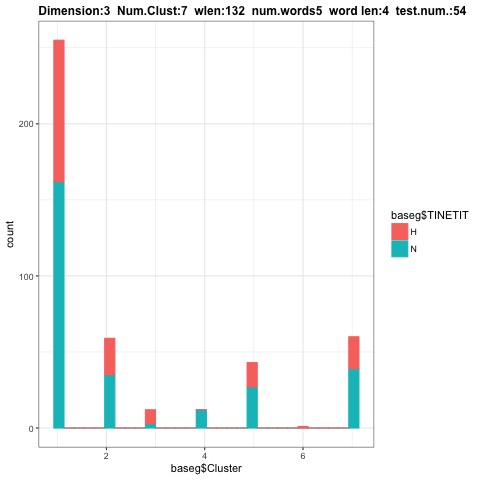 Dimension:3 Num.Clust:7 wlen:132 num.words5 word len:4 test.num.:54
count
200
100
0
2
4
6
baseg$Cluster
baseg$TINETIT
H
N